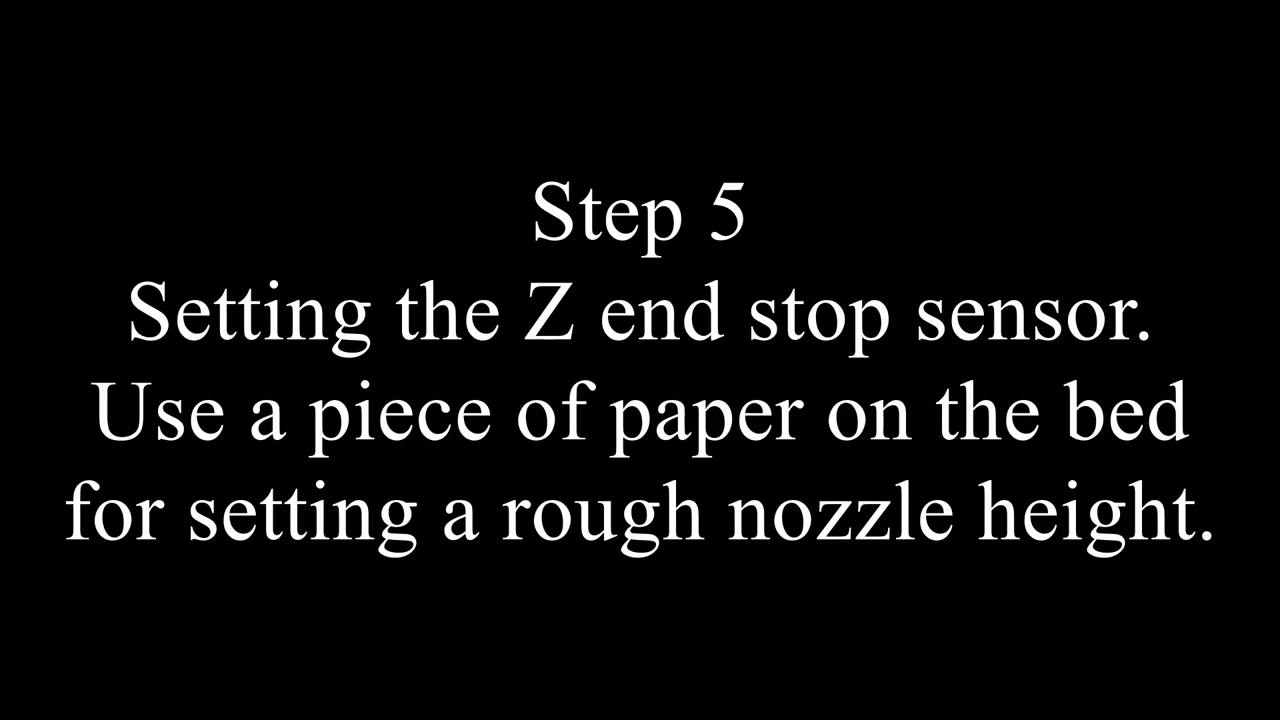 Step 5
Setting the Z end stop sensor.
Use a piece of paper on the bed
for setting a rough nozzle height.